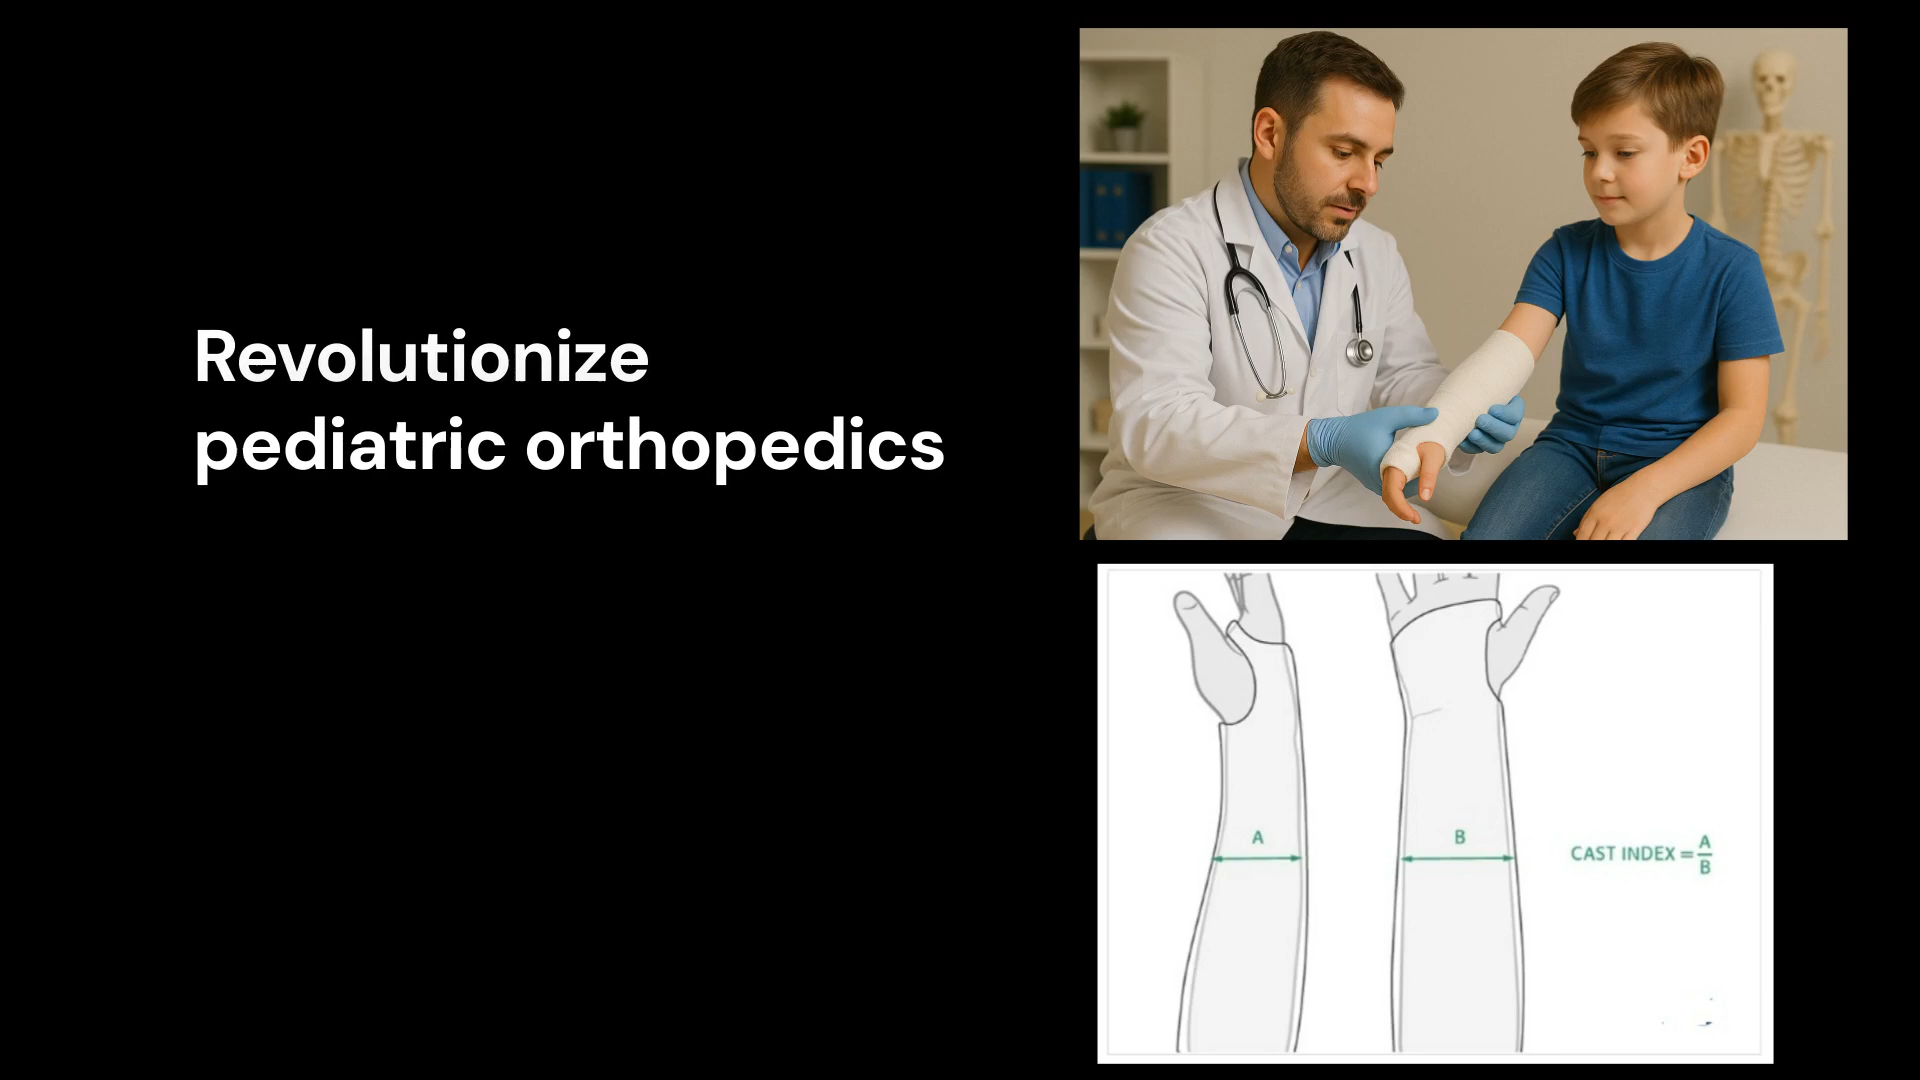 Revolutionize
pediatric orthopedics
A
B
CAST INDEX = A/B